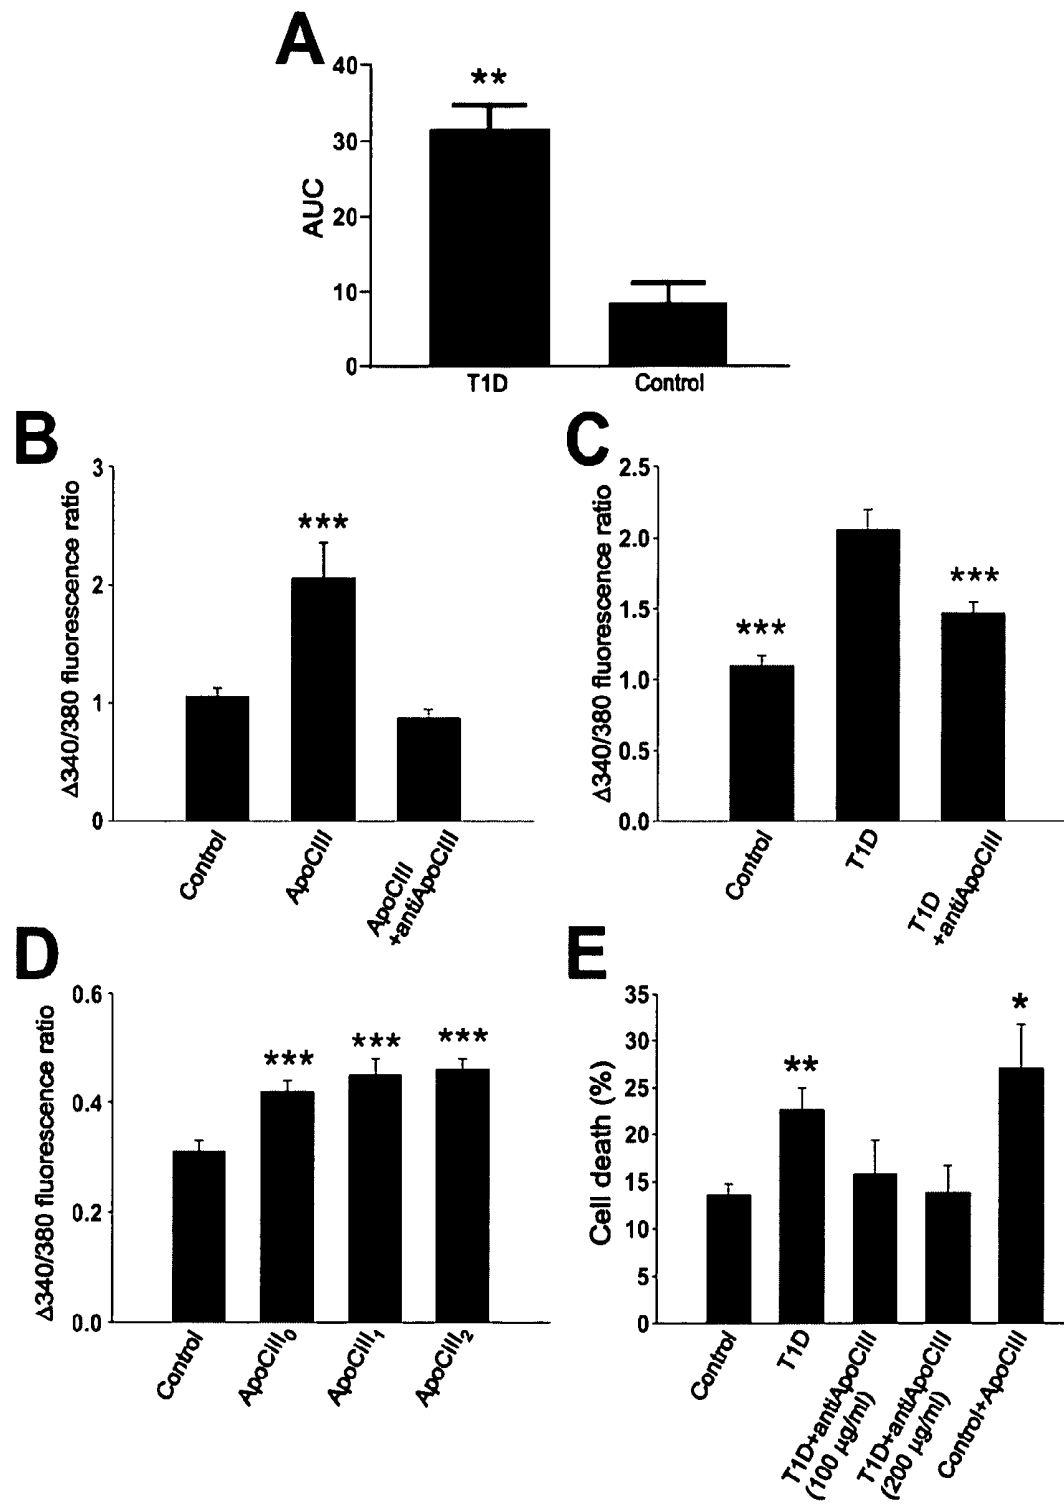 A
40
30
20
10
0
AUC
**
T1D
Control
B
3
2
1
0
Δ340/380 fluorescence ratio
***
Control
ApoCIII
ApoCIII
+antiApoCIII
C
2.5
2.0
1.5
1.0
0.5
0.0
Δ340/380 fluorescence ratio
***
***
Control
T1D
T1D
+antiApoCIII
D
0.6
0.4
0.2
0.0
Δ340/380 fluorescence ratio
***
***
***
Control
ApoCIII0
ApoCIII1
ApoCIII2
E
35
30
25
20
15
10
5
0
Cell death (%)
**
*
Control
T1D
T1D+antiApoCIII
(100 µg/ml)
T1D+antiApoCIII
(200 µg/ml)
Control+ApoCIII